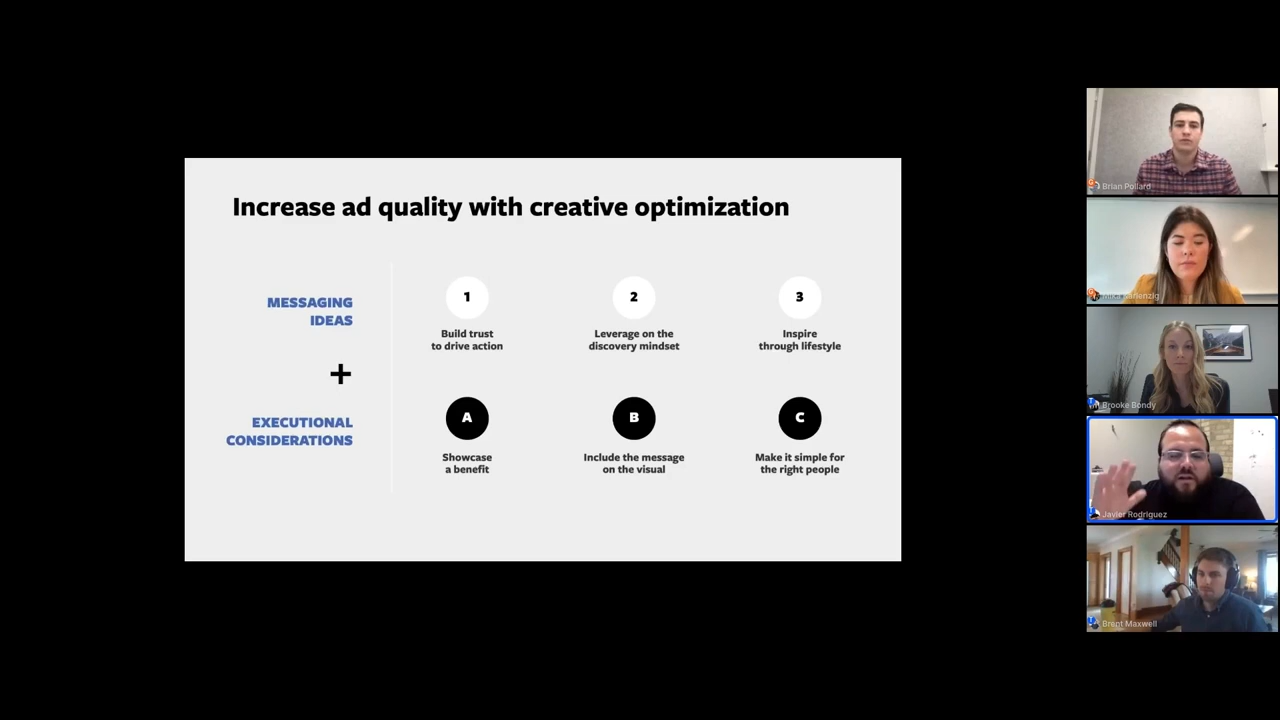 Increase ad quality with creative optimization
MESSAGING
IDEAS
+
EXECUTIONAL
CONSIDERATIONS
1
Build trust
to drive action
2
Leverage on the
discovery mindset
3
Inspire
through lifestyle
A
Showcase
a benefit
B
Include the message
on the visual
C
Make it simple for
the right people
Brian Pollard
Brooke Bondy
Javier Rodriguez
Brent Maxwell